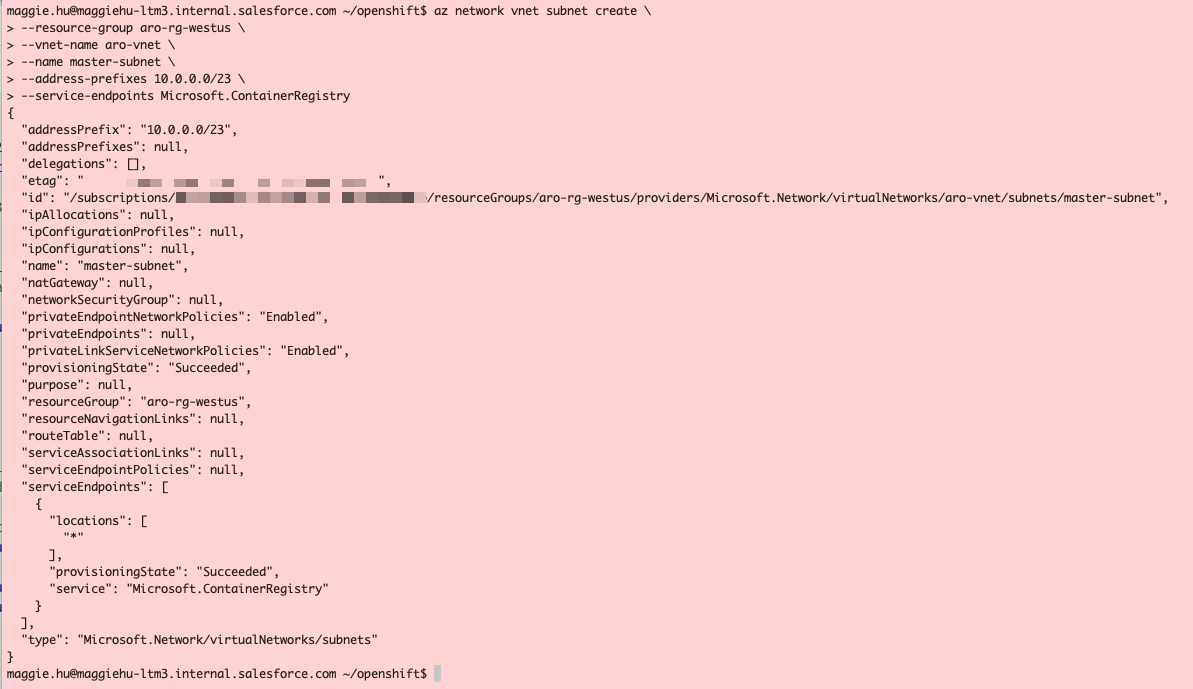 maggie.hu@maggiehu-ltm3.internal.salesforce.com ~/openshift$ az network vnet subnet create \
> --resource-group aro-rg-westus \
> --vnet-name aro-vnet \
> --name master-subnet \
> --address-prefixes 10.0.0.0/23 \
> --service-endpoints Microsoft.ContainerRegistry
{
  "addressPrefix": "10.0.0.0/23",
  "addressPrefixes": null,
  "delegations": [],
  "etag": " ",
  "id": "/subscriptions/ /resourceGroups/aro-rg-westus/providers/Microsoft.Network/virtualNetworks/aro-vnet/subnets/master-subnet",
  "ipAllocations": null,
  "ipConfigurationProfiles": null,
  "ipConfigurations": null,
  "name": "master-subnet",
  "natGateway": null,
  "networkSecurityGroup": null,
  "privateEndpointNetworkPolicies": "Enabled",
  "privateEndpoints": null,
  "privateLinkServiceNetworkPolicies": "Enabled",
  "provisioningState": "Succeeded",
  "purpose": null,
  "resourceGroup": "aro-rg-westus",
  "resourceNavigationLinks": null,
  "routeTable": null,
  "serviceAssociationLinks": null,
  "serviceEndpointPolicies": null,
  "serviceEndpoints": [
    {
      "locations": [
        "*"
      ],
      "provisioningState": "Succeeded",
      "service": "Microsoft.ContainerRegistry"
    }
  ],
  "type": "Microsoft.Network/virtualNetworks/subnets"
}
maggie.hu@maggiehu-ltm3.internal.salesforce.com ~/openshift$